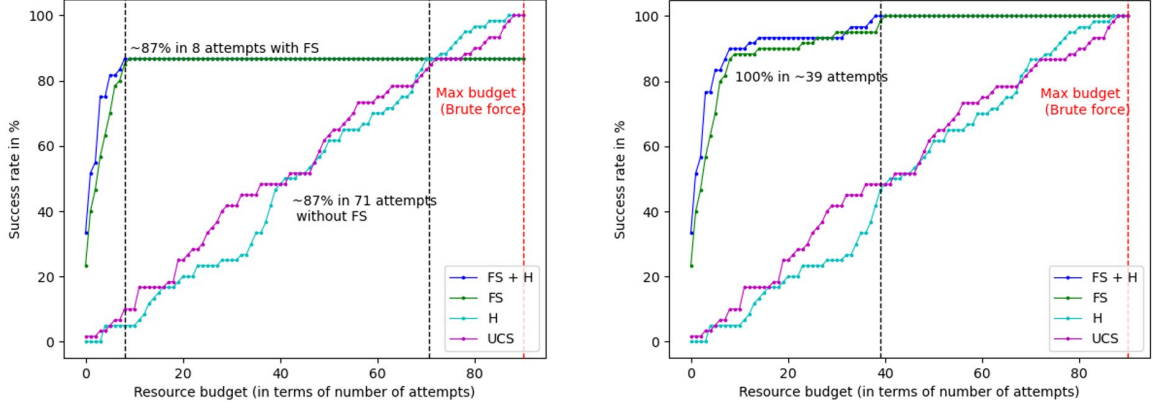 100
80
60
40
20
0
Success rate in %
~87% in 8 attempts with FS
Max budget
(Brute force)
~87% in 71 attempts
without FS
FS + H
FS
H
UCS
0 20 40 60 80
Resource budget (in terms of number of attempts)
100
80
60
40
20
0
Success rate in %
100% in ~39 attempts
Max budget
(Brute force)
FS + H
FS
H
UCS
0 20 40 60 80
Resource budget (in terms of number of attempts)